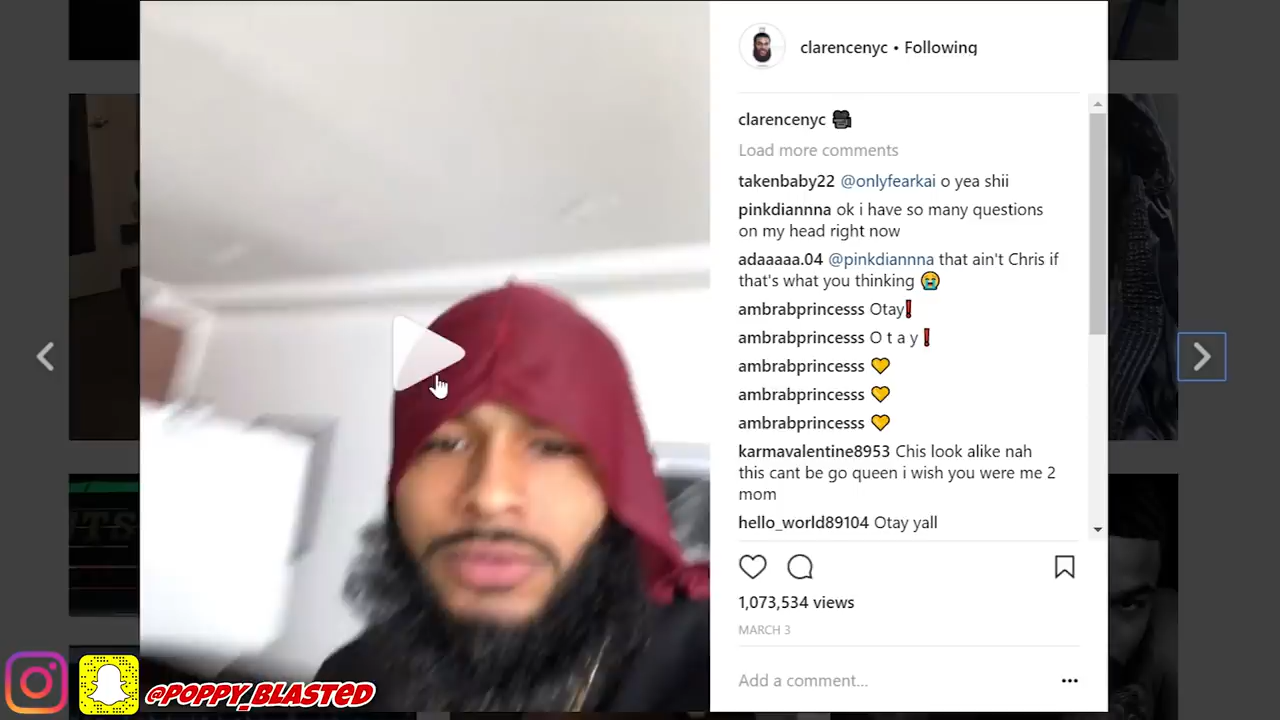 clarencenyc • Following
clarencenyc
Load more comments
takenbaby22 @onlyfearkai o yea shii
pinkdiannna ok i have so many questions
on my head right now
adaaaaa.04 @pinkdiannna that ain't Chris if
that's what you thinking 😭
ambrabprincesss Otay❗
ambrabprincesss O t a y❗
ambrabprincesss 💛
ambrabprincesss 💛
ambrabprincesss 💛
karmavalentine8953 Chis look alike nah
this cant be go queen i wish you were me 2
mom
hello_world89104 Otay yall
1,073,534 views
MARCH 3
Add a comment...
@POPPY_BLASTED